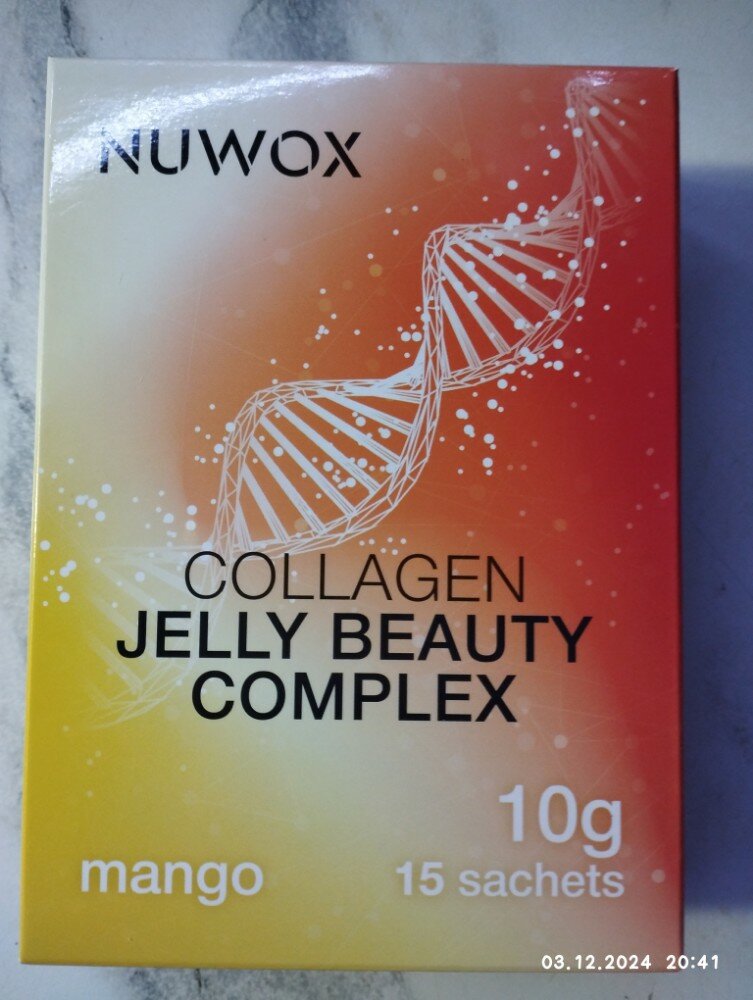 NUWOX
COLLAGEN
JELLY BEAUTY
COMPLEX
10g
mango
15 sachets
03.12.2024 20:41